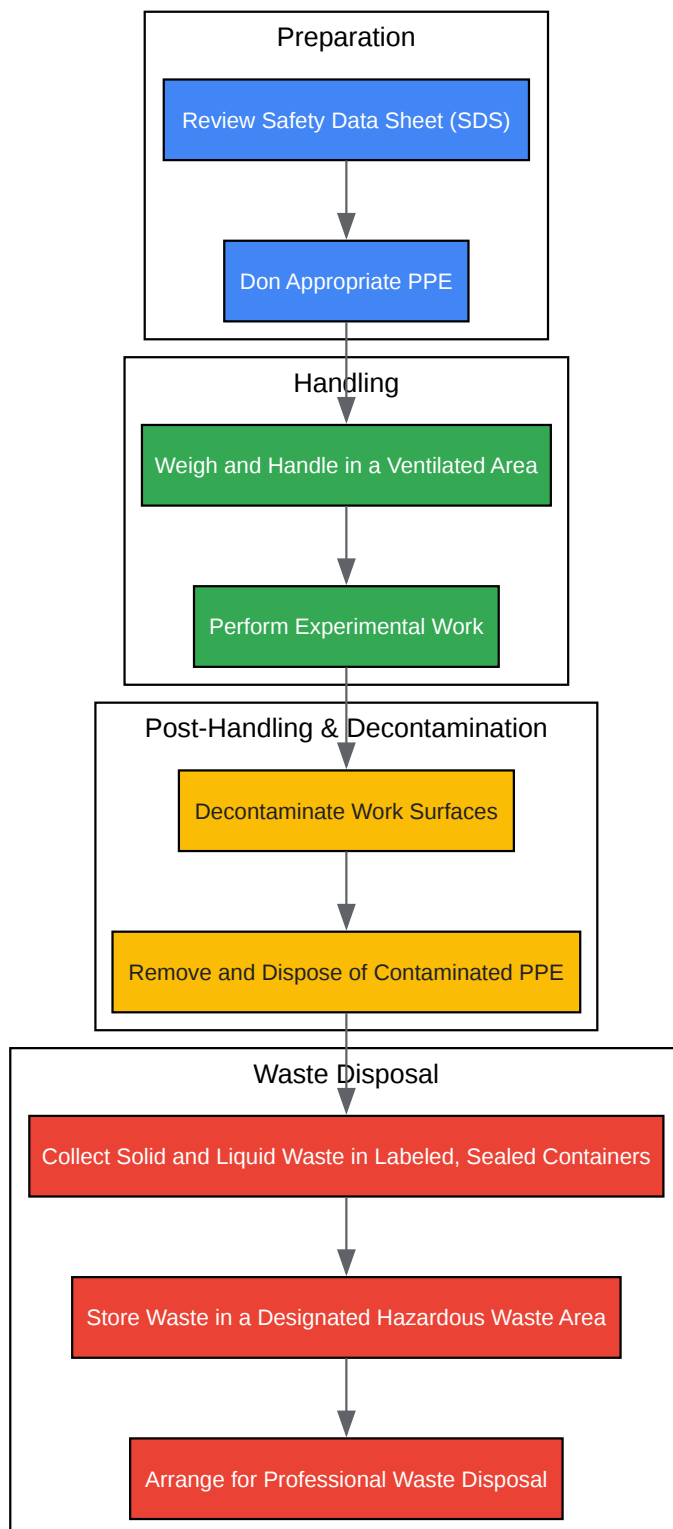 Preparation
Review Safety Data Sheet (SDS)
Don Appropriate PPE
Handling
Weigh and Handle in a Ventilated Area
Perform Experimental Work
Post-Handling & Decontamination
Decontaminate Work Surfaces
Remove and Dispose of Contaminated PPE
Waste Disposal
Collect Solid and Liquid Waste in Labeled, Sealed Containers
Store Waste in a Designated Hazardous Waste Area
Arrange for Professional Waste Disposal